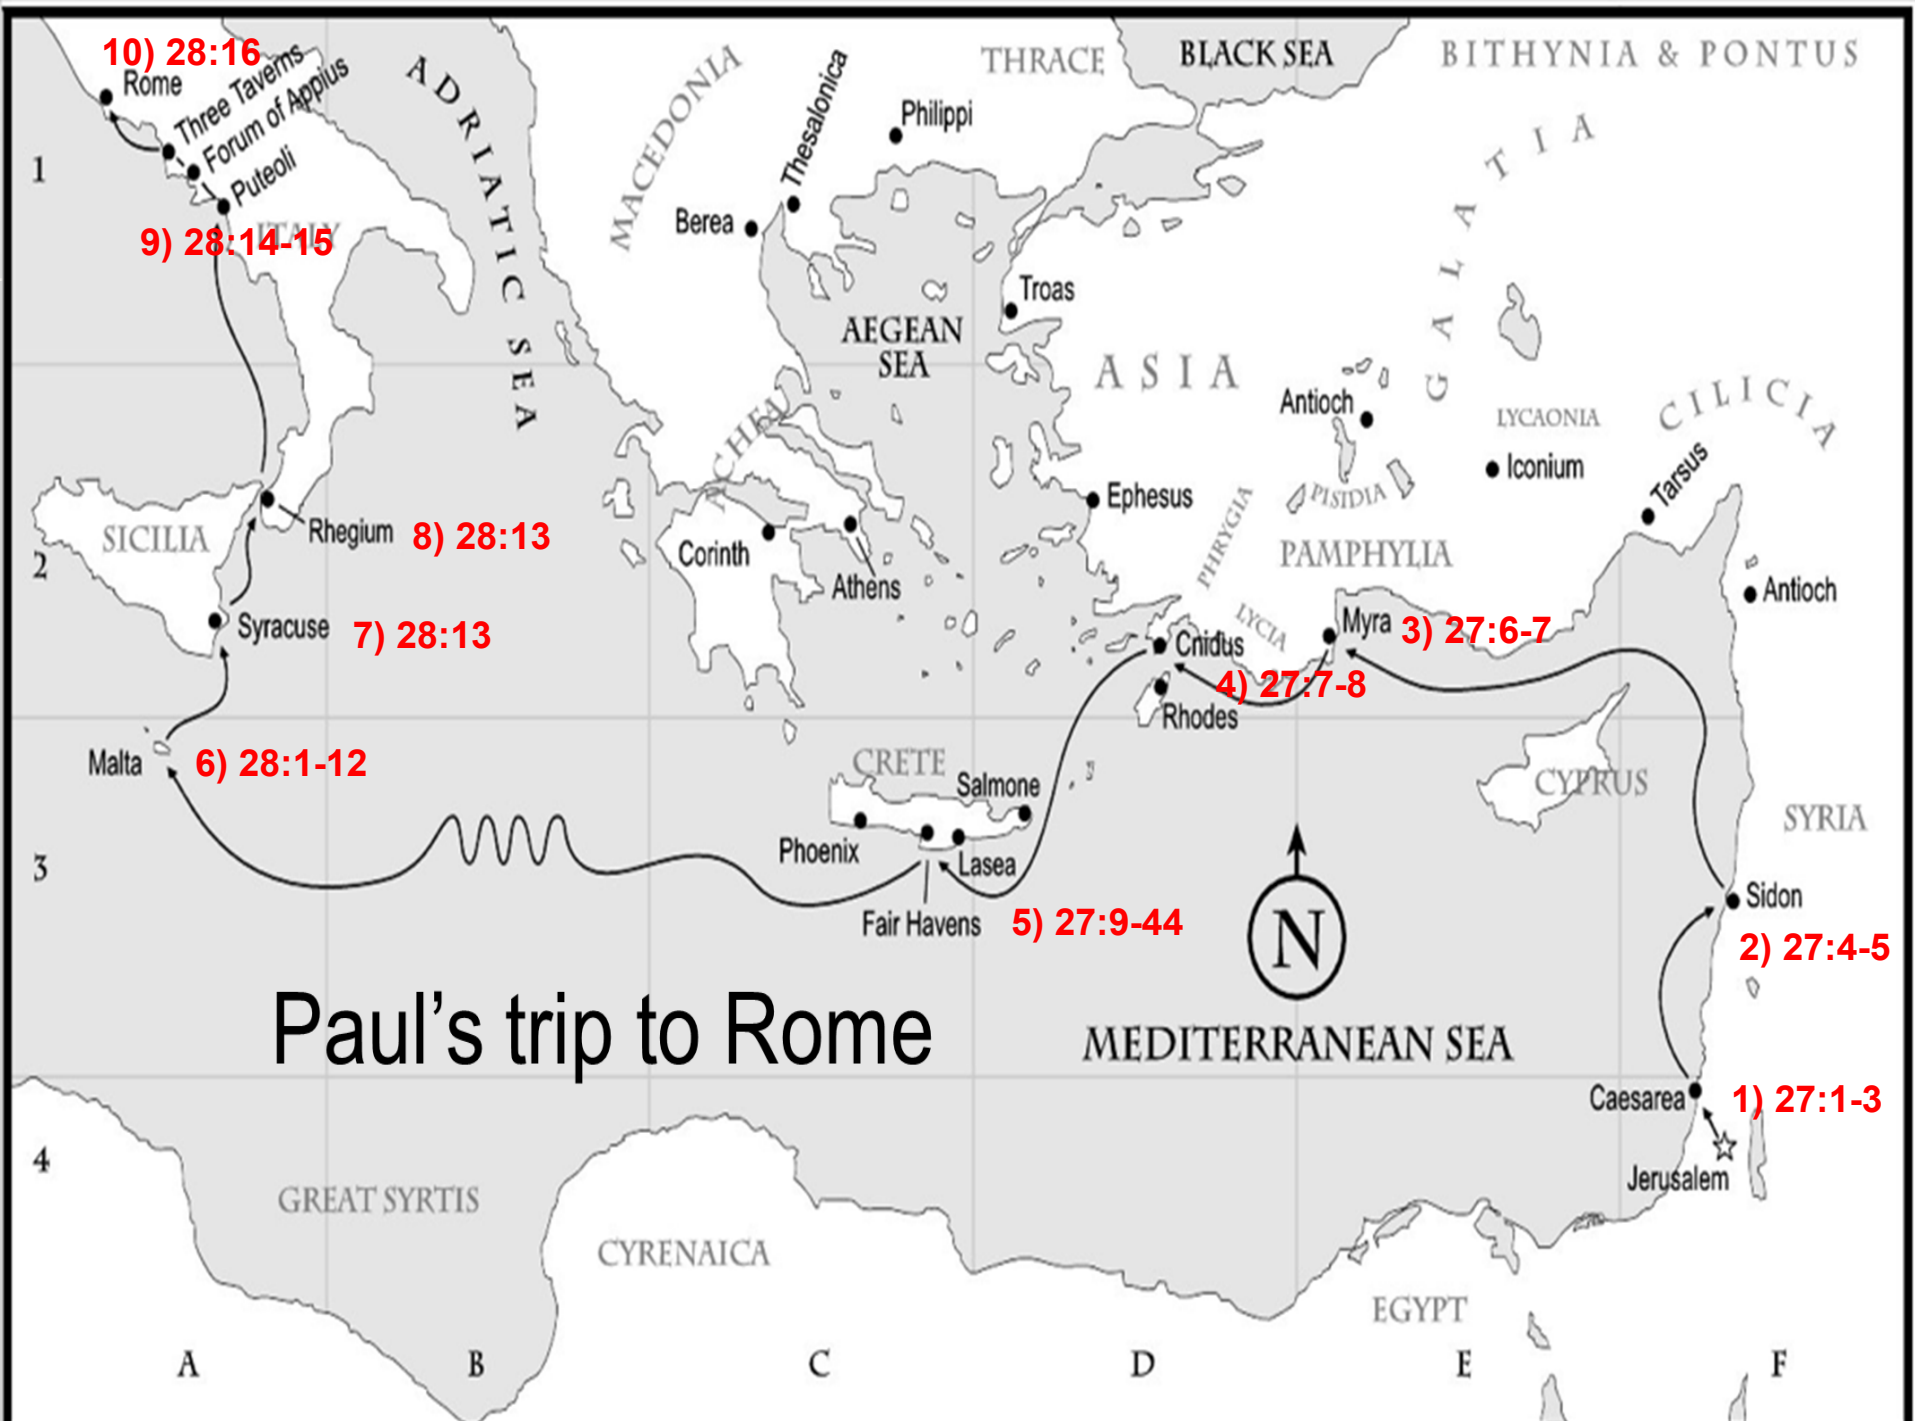 10) 28:16
Rome
Three Taverns
Forum of Appius
Puteoli
9) 28:14-15
ITALY
ADRIATIC SEA
MACEDONIA
Thesalonica
Berea
Philippi
THRACE
BLACK SEA
BITHYNIA & PONTUS
GALATIA
1
Troas
AEGEAN
SEA
ASIA
Antioch
LYCAONIA
CILICIA
Iconium
Tarsus
ACHEAU
Ephesus
PHRYGIA
PISIDIA
PAMPHYLIA
SICILIA
Rhegium
8) 28:13
Corinth
Athens
2
Antioch
Syracuse
7) 28:13
Cnidus
LYCIA
Myra
3) 27:6-7
4) 27:7-8
Rhodes
Malta
6) 28:1-12
CRETE
Salmone
CYPRUS
SYRIA
Phoenix
Lasea
3
Fair Havens
5) 27:9-44
N
Sidon
2) 27:4-5
Paul's trip to Rome
MEDITERRANEAN SEA
Caesarea
1) 27:1-3
Jerusalem
4
GREAT SYRTIS
CYRENAICA
EGYPT
A
B
C
D
E
F